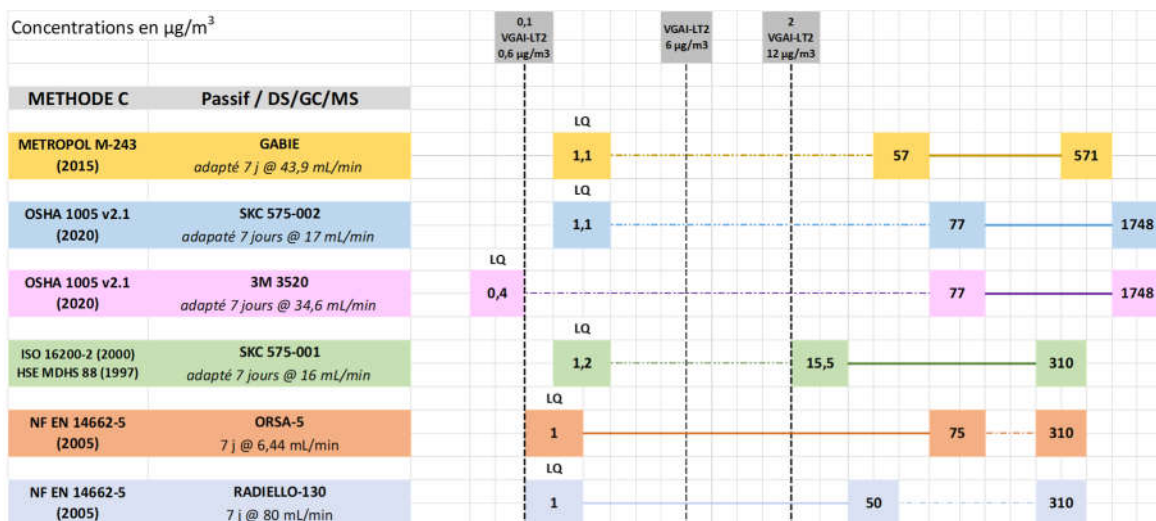 Concentrations en µg/m³
0,1
VGAI-LT2
0,6 µg/m3
VGAI-LT2
6 µg/m3
2
VGAI-LT2
12 µg/m3
METHODE C Passif / DS/GC/MS
LQ
METROPOL M-243
(2015)
GABIE
adapté 7 j @ 43,9 mL/min
1,1 57 571
LQ
OSHA 1005 v2.1
(2020)
SKC 575-002
adapaté 7 jours @ 17 mL/min
1,1 77 1748
LQ
OSHA 1005 v2.1
(2020)
3M 3520
adapté 7 jours @ 34,6 mL/min
0,4 77 1748
LQ
ISO 16200-2 (2000)
HSE MDHS 88 (1997)
SKC 575-001
adapté 7 jours @ 16 mL/min
1,2 15,5 310
LQ
NF EN 14662-5
(2005)
ORSA-5
7 j @ 6,44 mL/min
1 75 310
LQ
NF EN 14662-5
(2005)
RADIELLO-130
7 j @ 80 mL/min
1 50 310